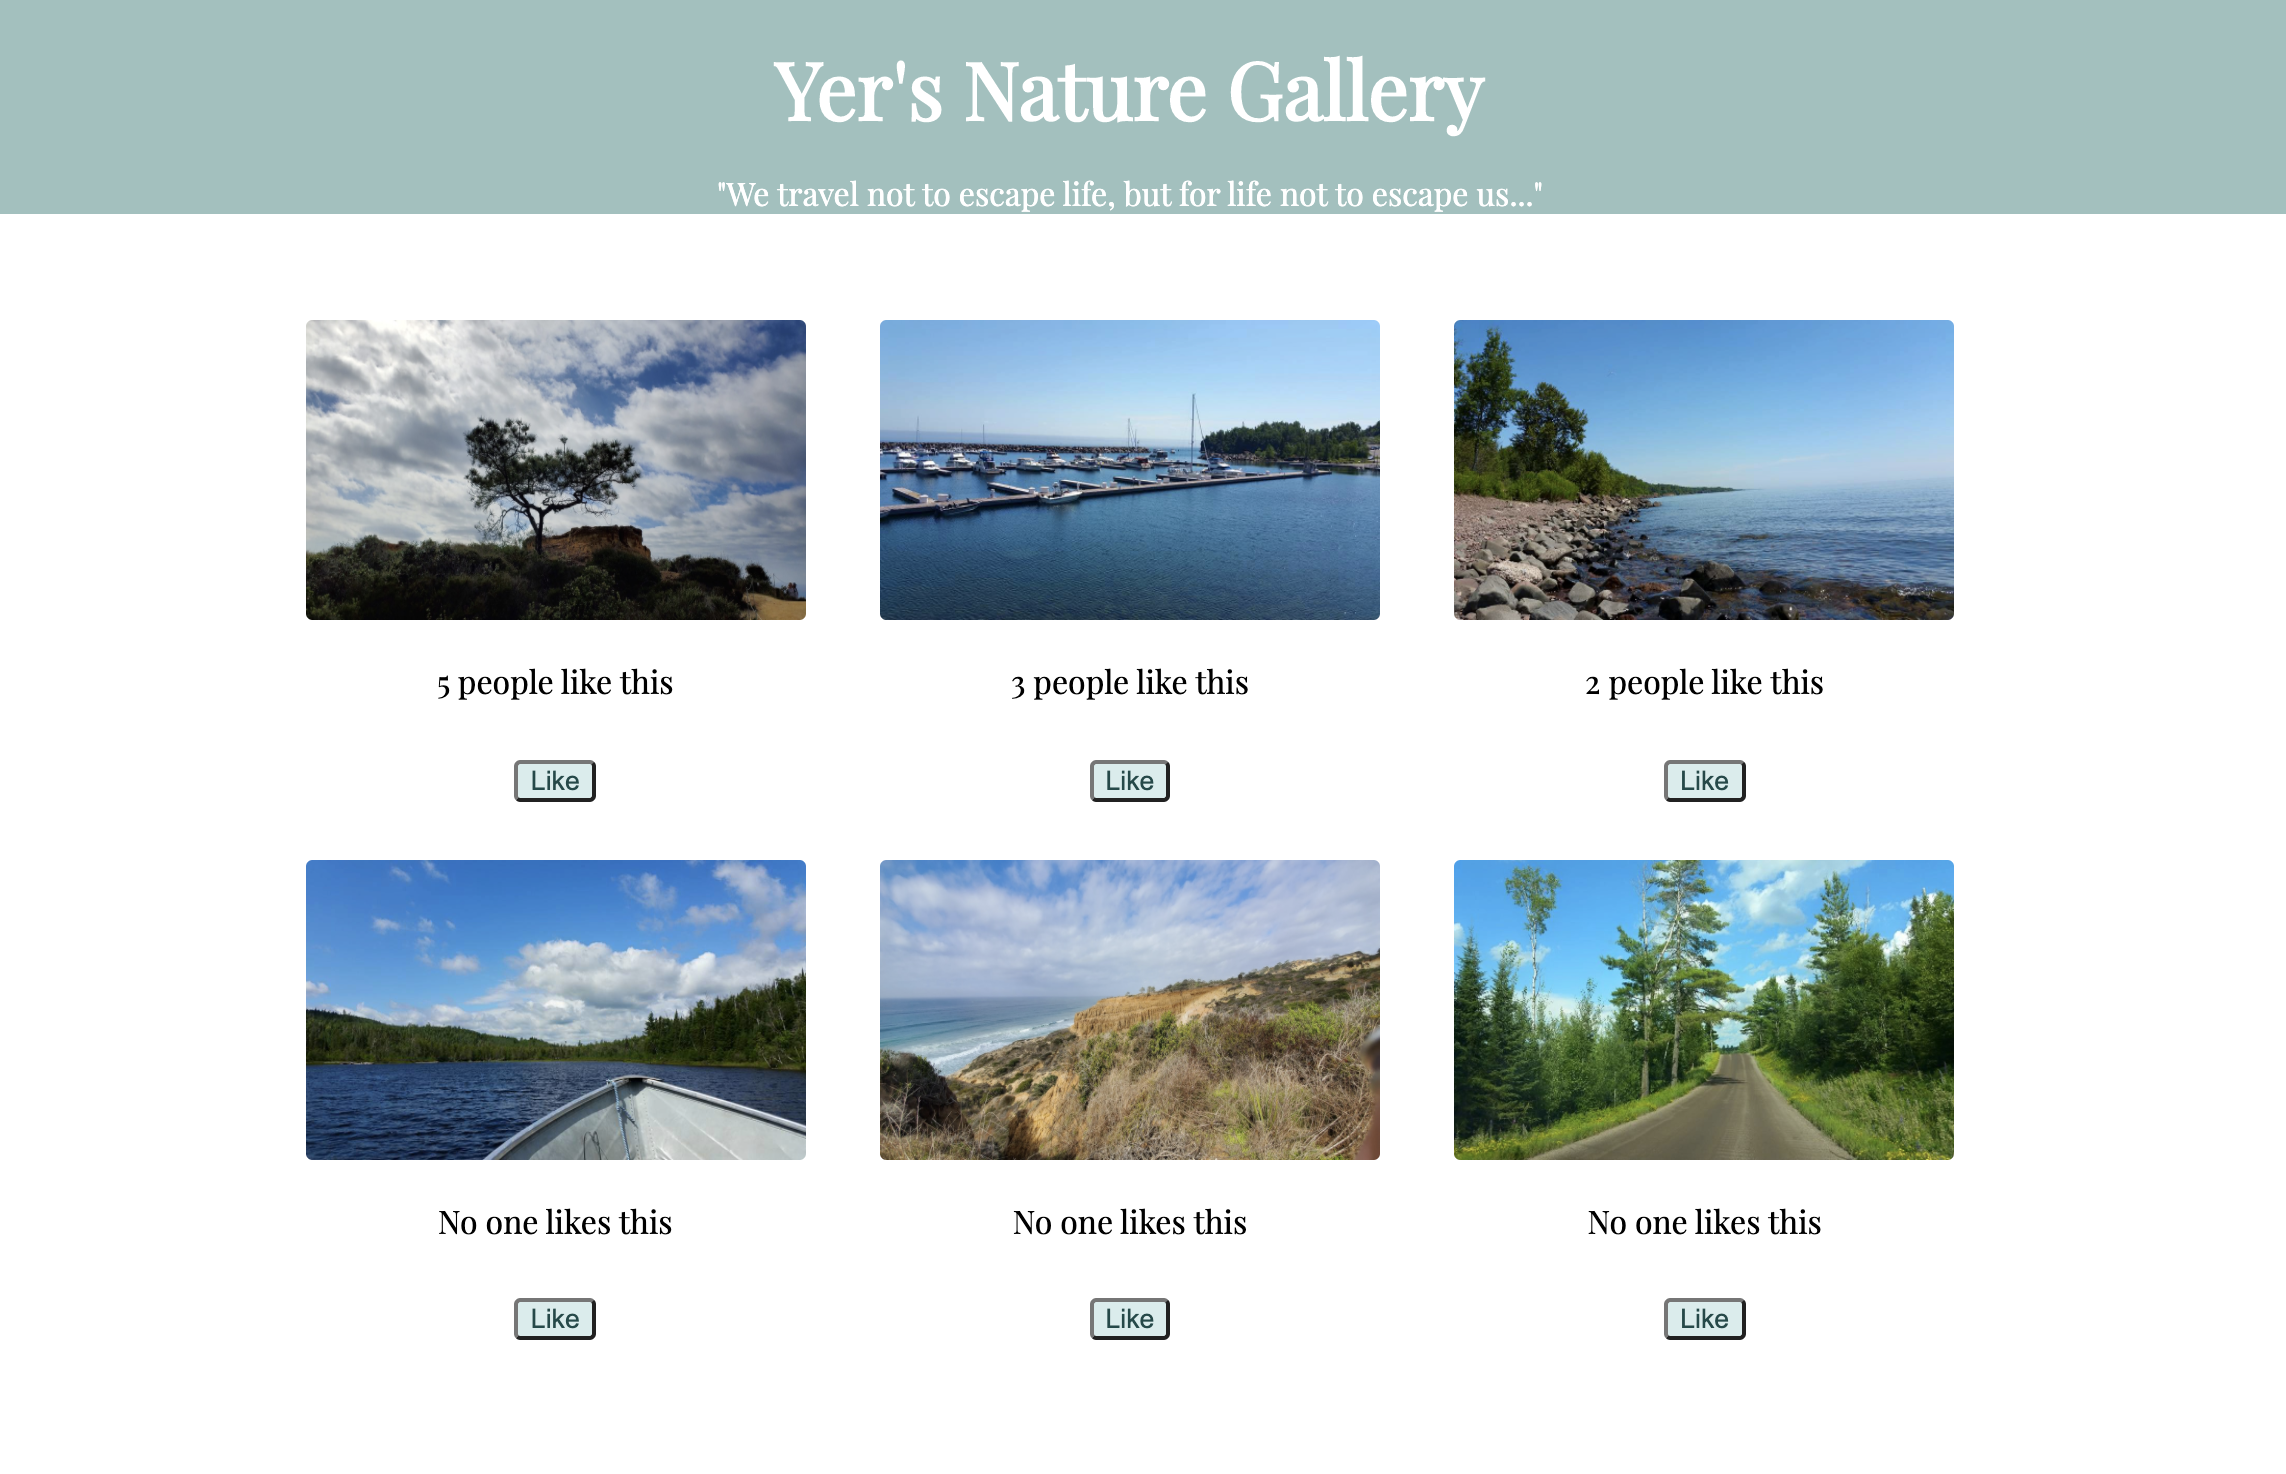 Yer's Nature Gallery
"We travel not to escape life, but for life not to escape us..."
5 people like this
3 people like this
2 people like this
Like
Like
Like
No one likes this
No one likes this
No one likes this
Like
Like
Like